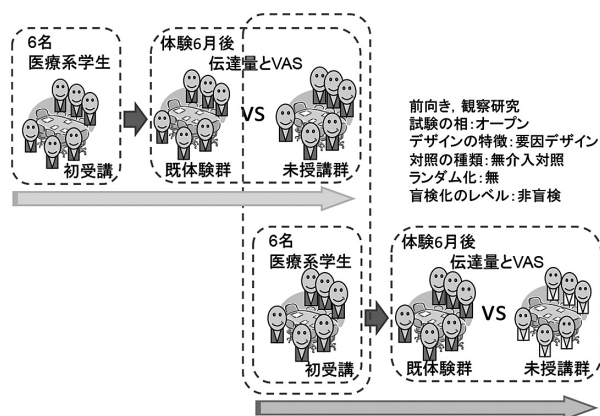 6名
医療系学生
初受講
体験6月後
伝達量とVAS
VS
既体験群
未授講群
前向き，観察研究
試験の相：オープン
デザインの特徴：要因デザイン
対照の種類：無介入対照
ランダム化：無
盲検化のレベル：非盲検
6名
医療系学生
初受講
体験6月後
伝達量とVAS
VS
既体験群
未授講群